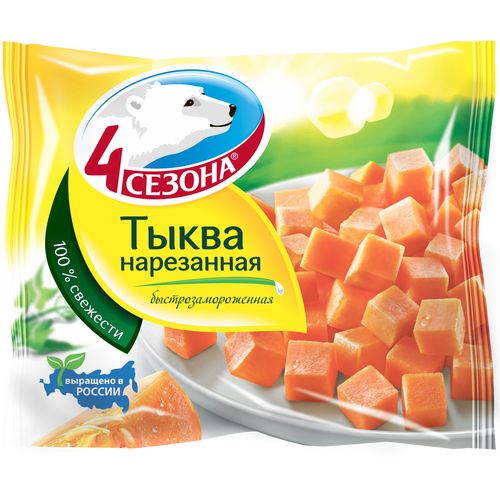 4 СЕЗОНА®
Тыква
нарезанная
быстрозамороженная
100% свежести
выращено в
РОССИИ